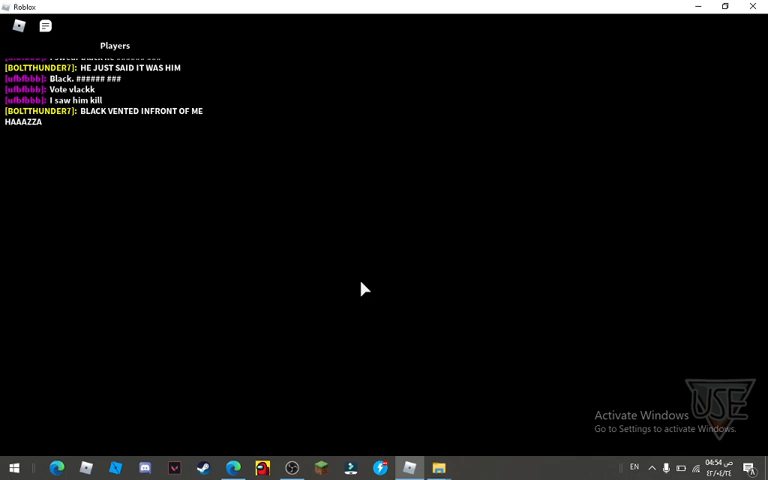 Roblox
Players
[BOLTTHUNDER7]: HE JUST SAID IT WAS HIM
[ufbfbbb]: Black. ###### ###
[ufbfbbb]: Vote vlackk
[ufbfbbb]: I saw him kill
[BOLTTHUNDER7]: BLACK VENTED INFRONT OF ME
HAAAZZA
USE
Activate Windows
Go to Settings to activate Windows.
EN
04:54 ص